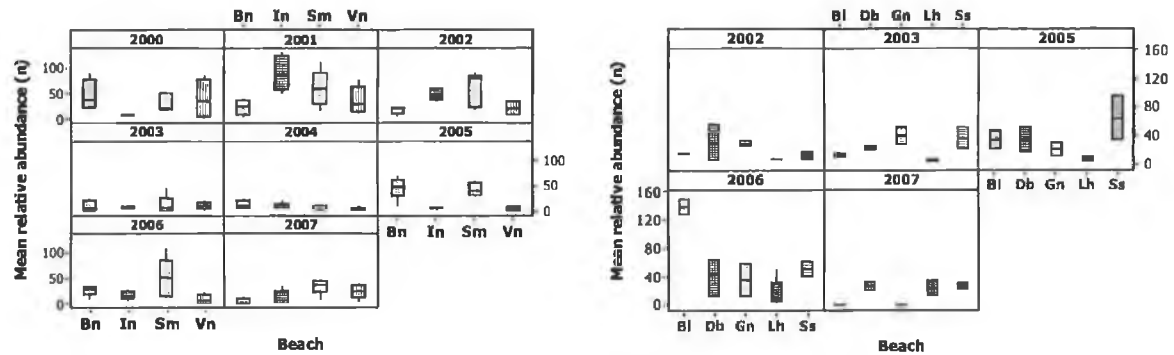 Bn In Sm Vn
2000 2001 2002
Mean relative abundance (n)
100
50
0
2003 2004 2005
100
50
0
2006 2007
Bn In Sm Vn
100
50
0
Bn In Sm Vn
Beach
Bl Db Gn Lh Ss
2002 2003 2005
Mean relative abundance (n)
160
120
80
40
0
Bl Db Gn Lh Ss
2006 2007
160
120
80
40
0
Bl Db Gn Lh Ss
Beach